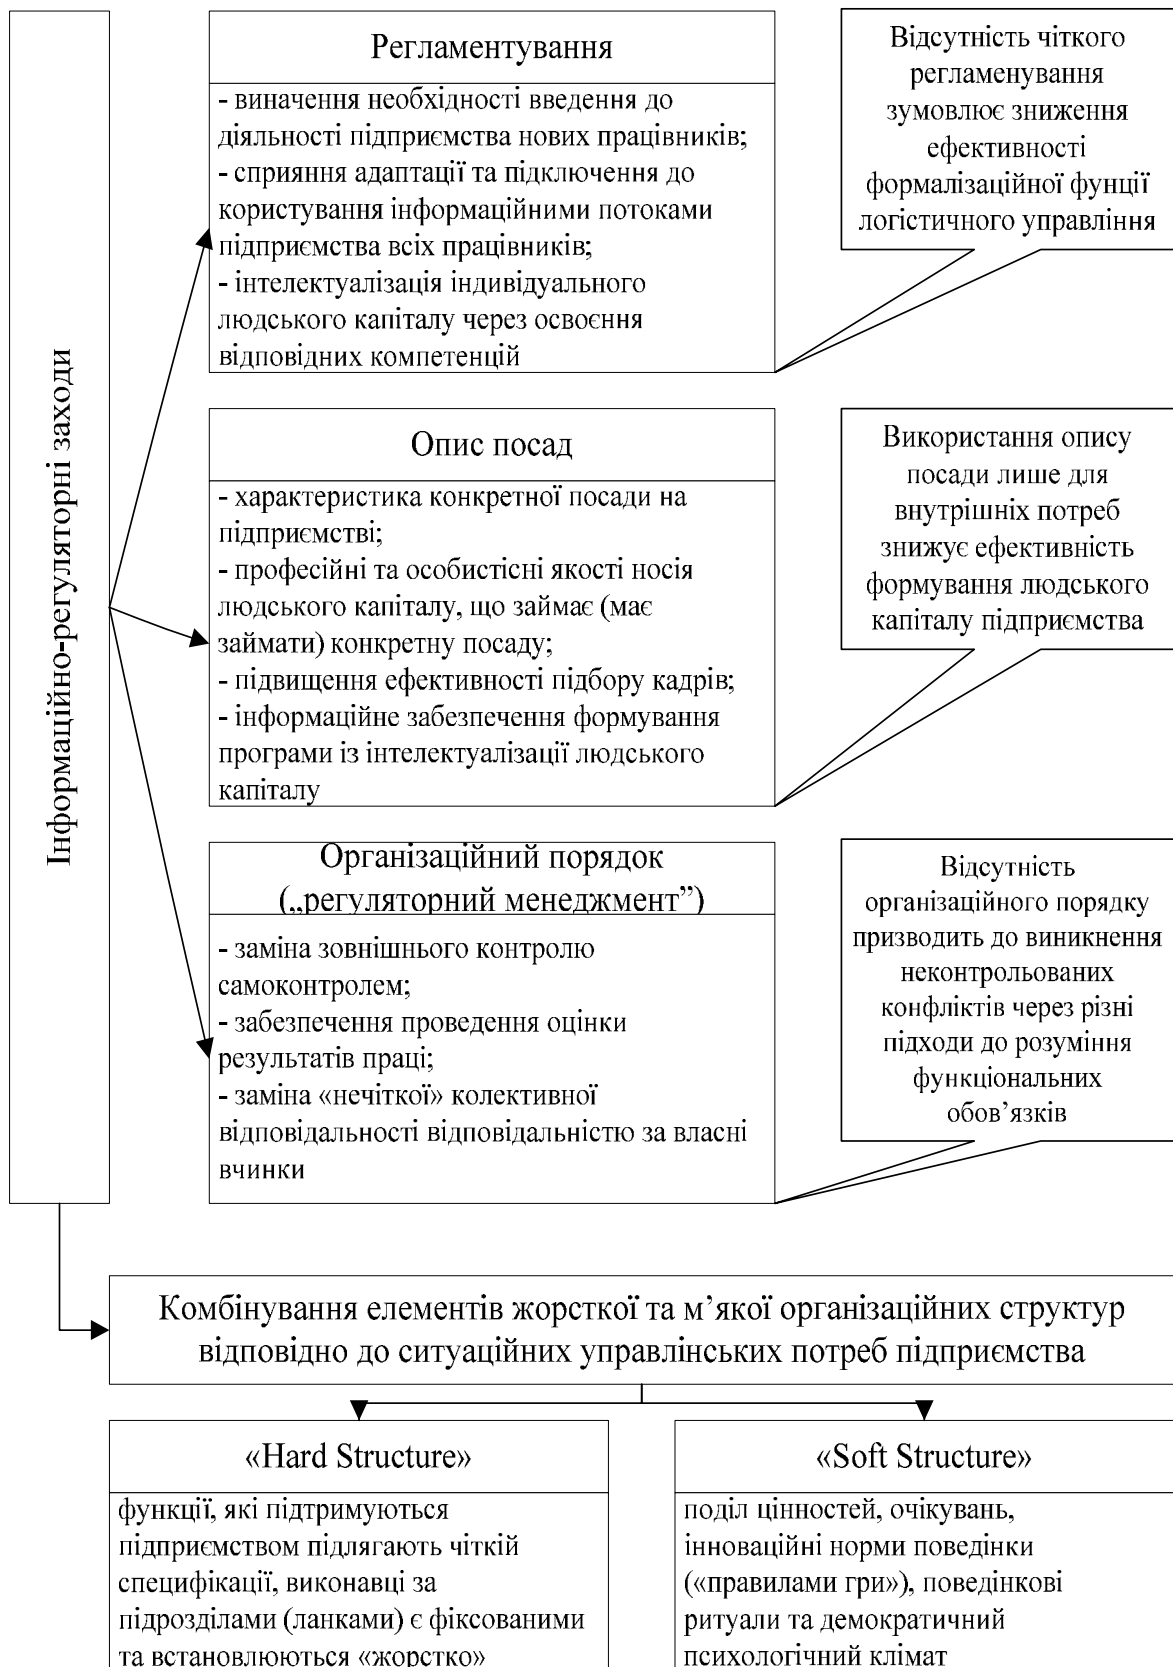 Інформаційно-регуляторні заходи
Регламентування
- виначення необхідності введення до
діяльності підприємства нових працівників;
- сприяння адаптації та підключення до
користування інформаційними потоками
підприємства всіх працівників;
- інтелектуалізація індивідуального
людського капіталу через освоєння
відповідних компетенцій
Відсутність чіткого
регламенування
зумовлює зниження
ефективності
формалізаційної фунції
логістичного управління
Опис посад
- характеристика конкретної посади на
підприємстві;
- професійні та особистісні якості носія
людського капіталу, що займає (має
займати) конкретну посаду;
- підвищення ефективності підбору кадрів;
- інформаційне забезпечення формування
програми із інтелектуалізації людського
капіталу
Використання опису
посади лише для
внутрішніх потреб
знижує ефективність
формування людського
капіталу підприємства
Організаційний порядок
(„регуляторний менеджмент”)
- заміна зовнішнього контролю
самоконтролем;
- забезпечення проведення оцінки
результатів праці;
- заміна «нечіткої» колективної
відповідальності відповідальністю за власні
вчинки
Відсутність
організаційного порядку
призводить до виникнення
неконтрольованих
конфліктів через різні
підходи до розуміння
функціональних
обов’язків
Комбінування елементів жорсткої та м’якої організаційних структур
відповідно до ситуаційних управлінських потреб підприємства
«Hard Structure»
функції, які підтримуються
підприємством підлягають чіткій
специфікації, виконавці за
підрозділами (ланками) є фіксованими
та встановлюються «жорстко»
«Soft Structure»
поділ цінностей, очікувань,
інноваційні норми поведінки
(«правилами гри»), поведінкові
ритуали та демократичний
психологічний клімат